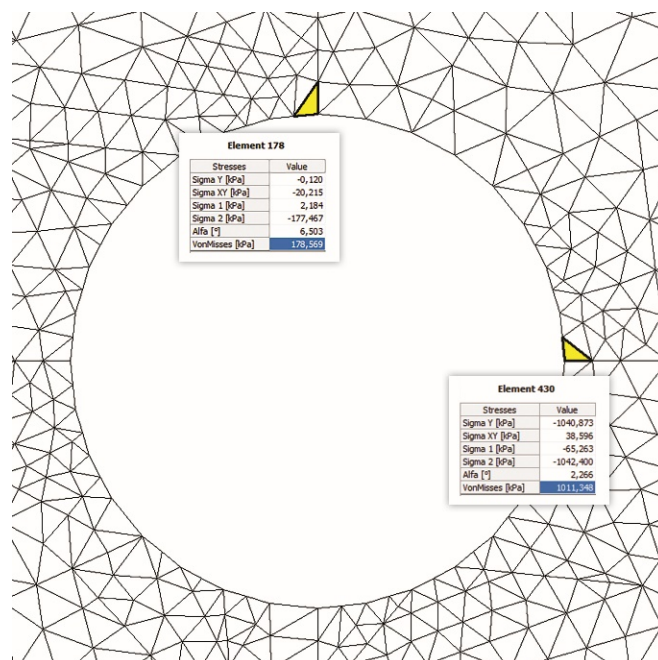 Element 178
Stresses Value
Sigma Y [kPa] -0,120
Sigma XY [kPa] -20,215
Sigma 1 [kPa] 2,184
Sigma 2 [kPa] -177,467
Alfa [°] 6,503
VonMisses [kPa] 178,569
Element 430
Stresses Value
Sigma Y [kPa] -1040,873
Sigma XY [kPa] 38,596
Sigma 1 [kPa] -65,263
Sigma 2 [kPa] -1042,400
Alfa [°] 2,266
VonMisses [kPa] 1011,348